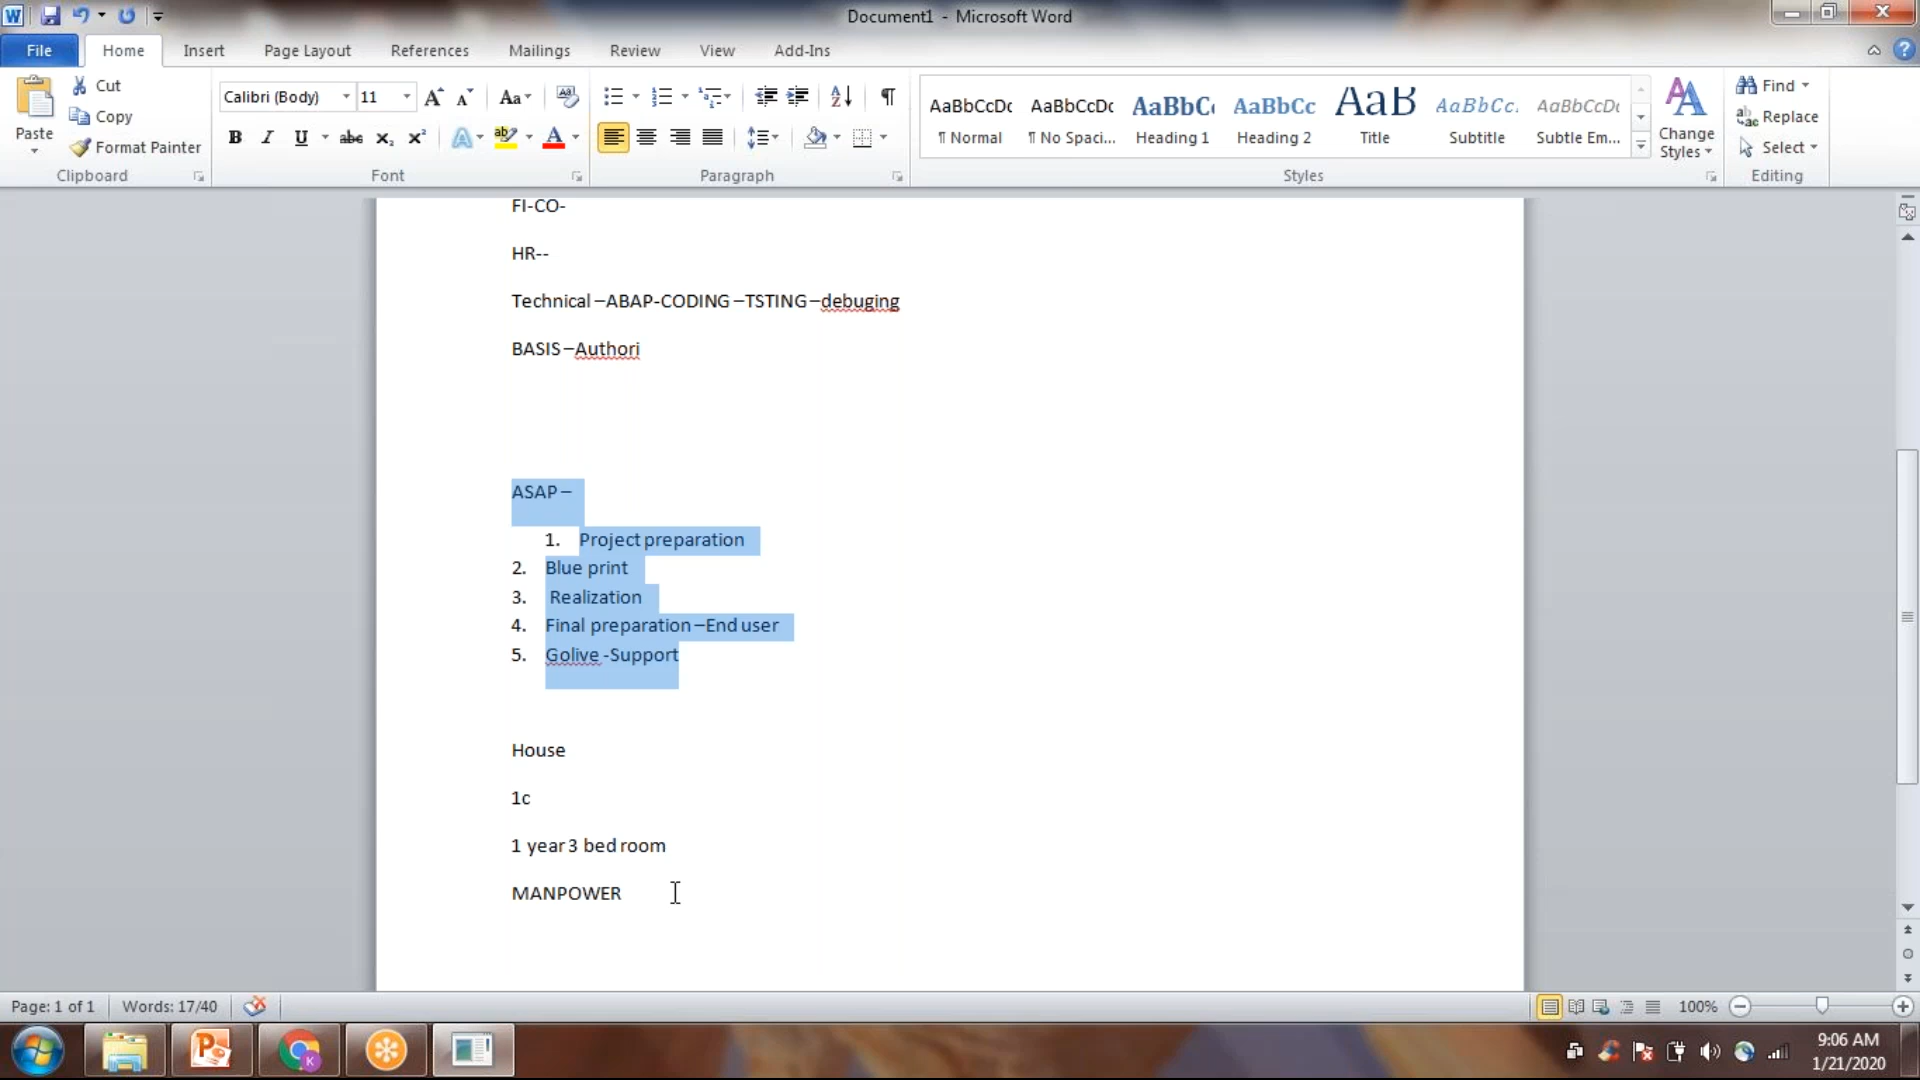 Document1 - Microsoft Word
File Home Insert Page Layout References Mailings Review View Add-Ins
Paste
Cut
Copy
Format Painter
Clipboard
Calibri (Body) 11
Font
Paragraph
AaBbCcDc AaBbCcDc AaBbC AaBbCc AaB AaBbCc. AaBbCcDc
¶ Normal ¶ No Spaci... Heading 1 Heading 2 Title Subtitle Subtle Em...
Styles
Change Styles
Find
Replace
Select
Editing
FI-CO-
HR--
Technical –ABAP-CODING –TSTING –debuging
BASIS –Authori
ASAP –
1. Project preparation
2. Blue print
3. Realization
4. Final preparation –End user
5. Golive -Support
House
1c
1 year 3 bed room
MANPOWER
Page: 1 of 1 Words: 17/40 100%
9:06 AM
1/21/2020